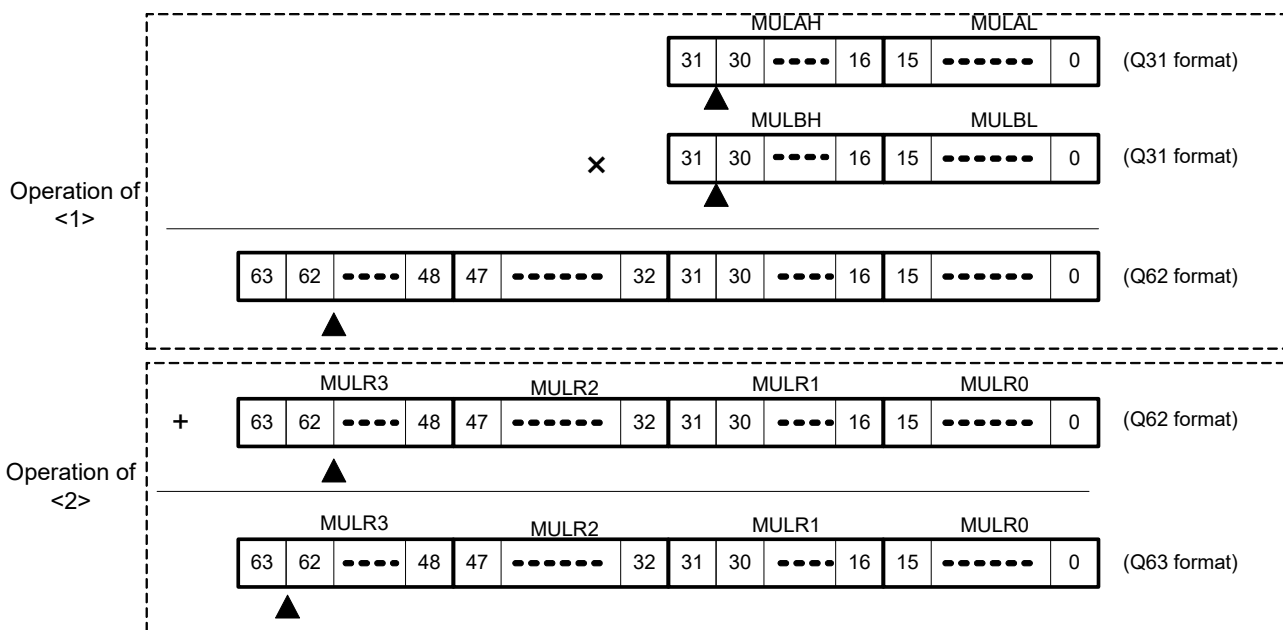 MULAH MULAL
31 30 16 15 0 (Q31 format)
MULBH MULBL
× 31 30 16 15 0 (Q31 format)
Operation of
<1>
63 62 48 47 32 31 30 16 15 0 (Q62 format)
MULR3 MULR2 MULR1 MULR0
+ 63 62 48 47 32 31 30 16 15 0 (Q62 format)
Operation of
<2>
MULR3 MULR2 MULR1 MULR0
63 62 48 47 32 31 30 16 15 0 (Q63 format)